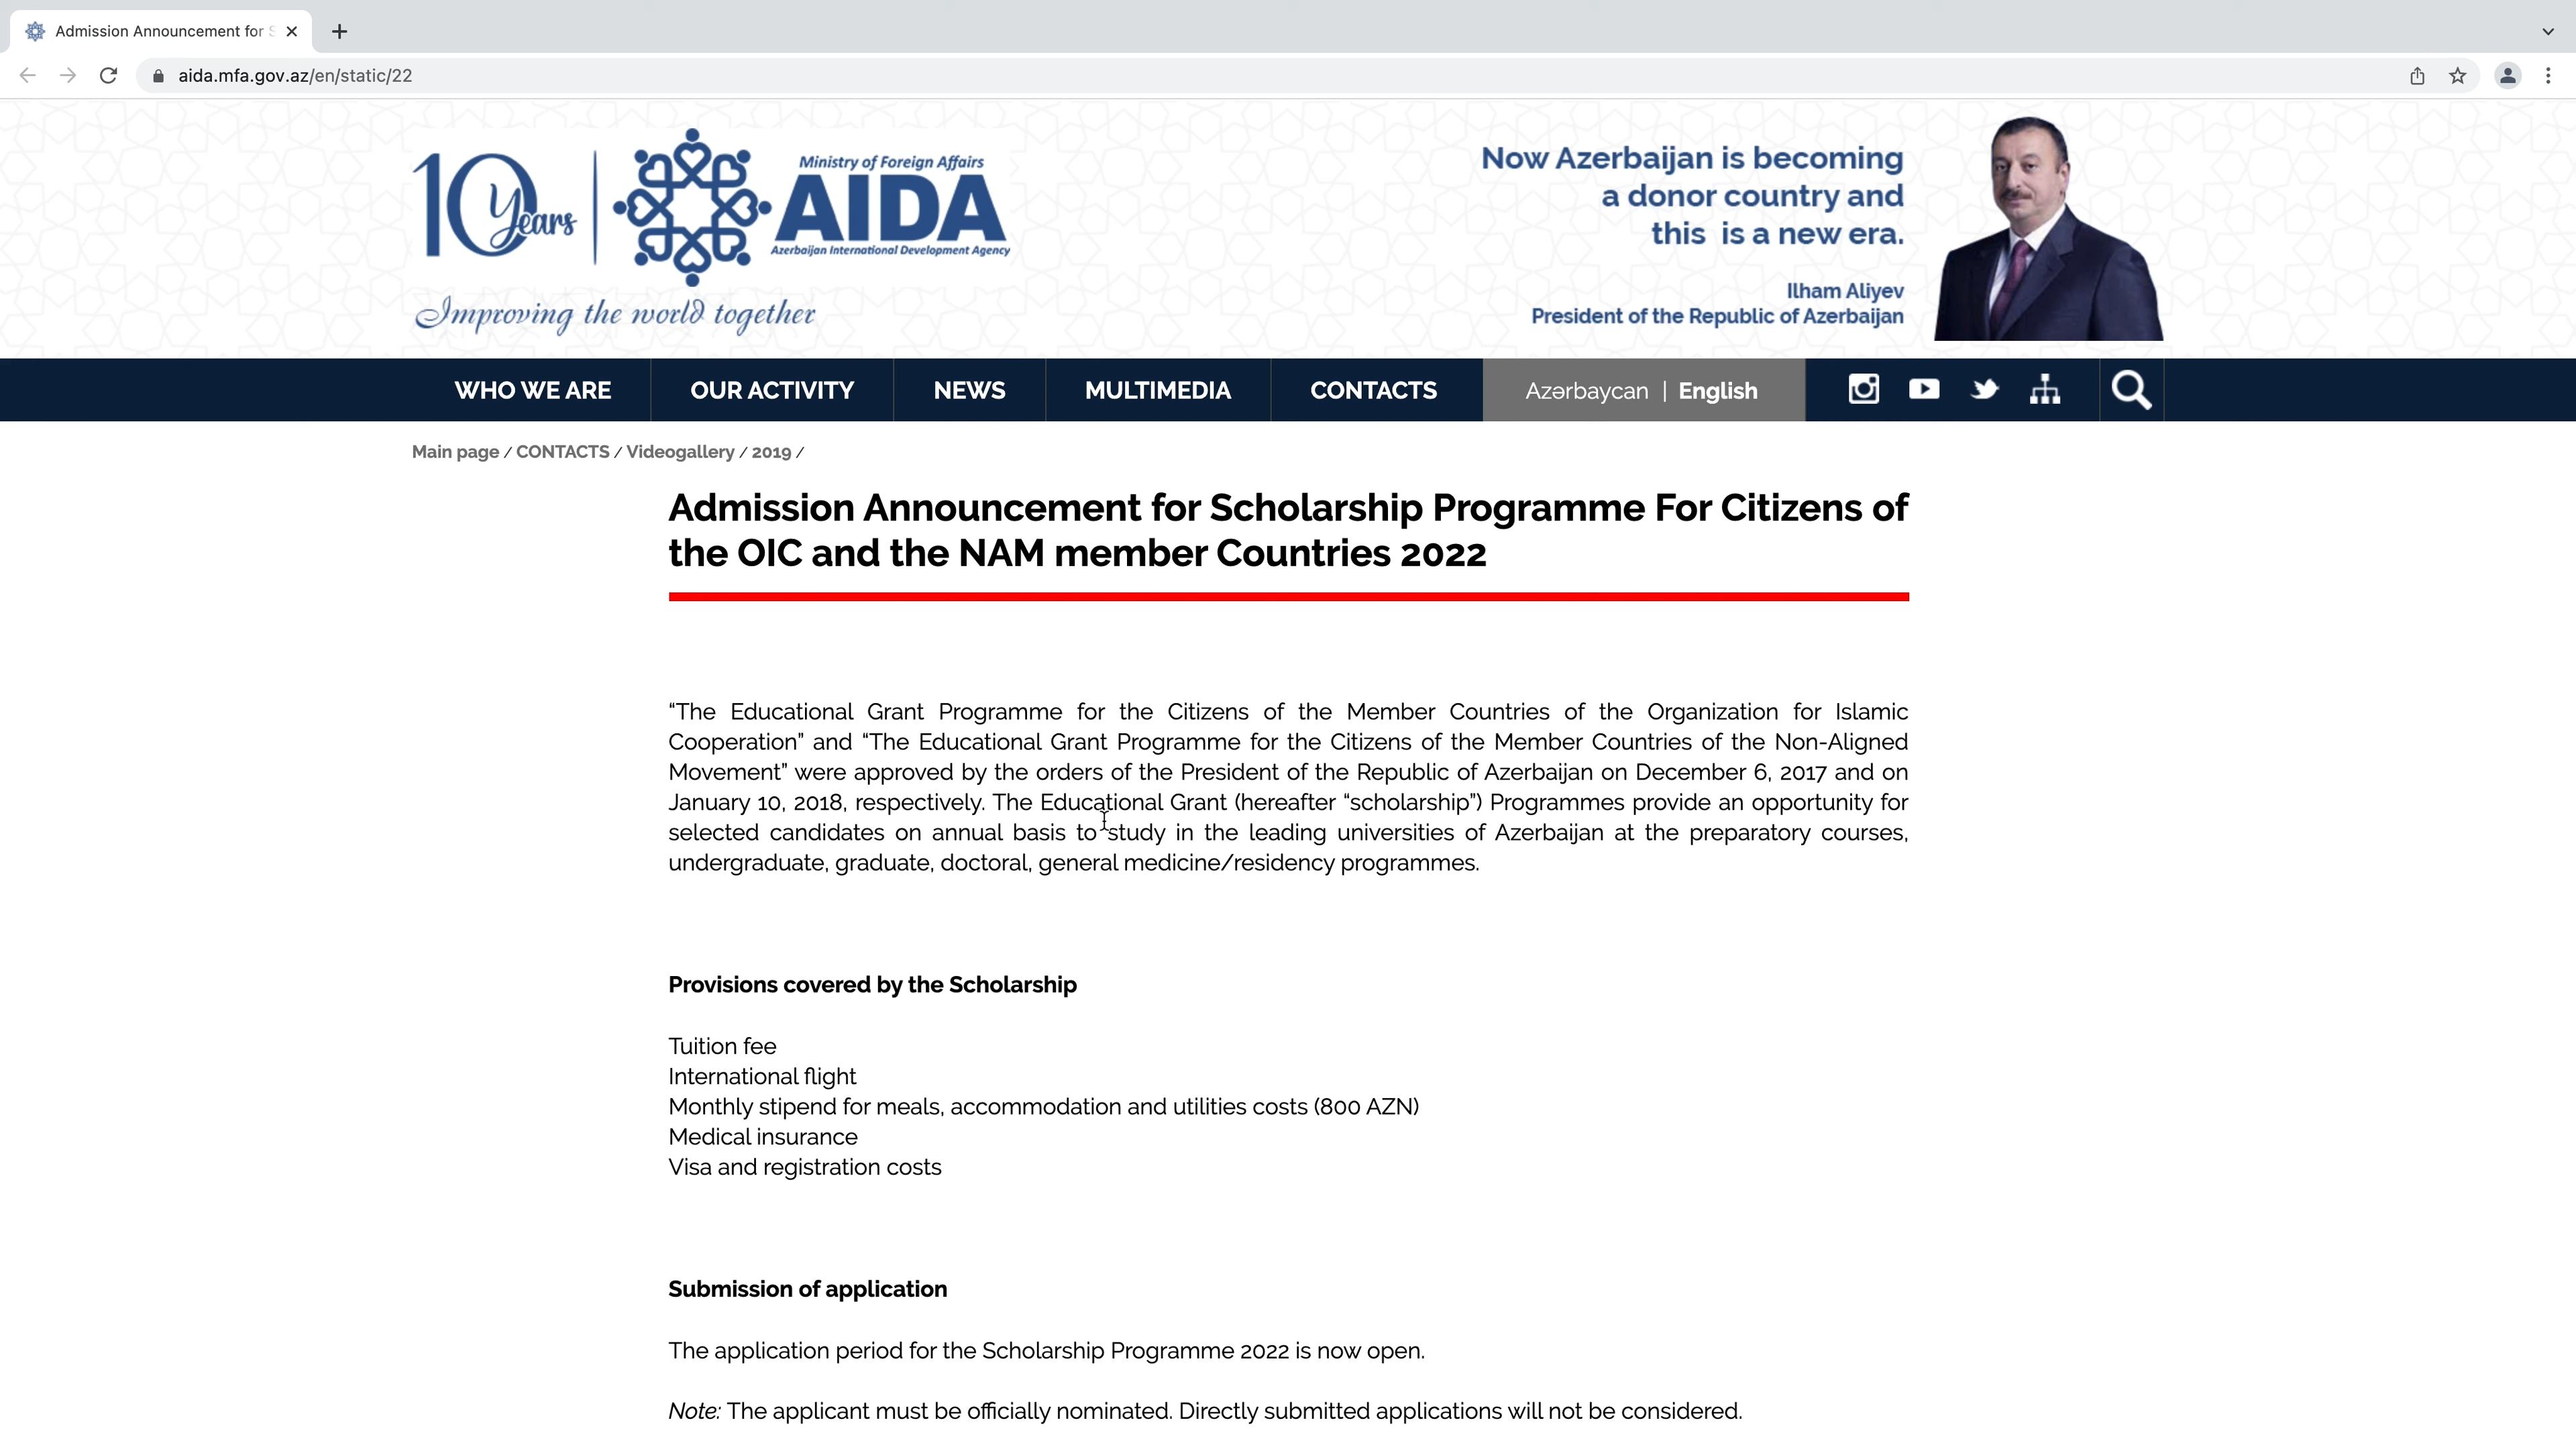 Admission Announcement for S
aida.mfa.gov.az/en/static/22
10 Years
Ministry of Foreign Affairs
AIDA
Azerbaijan International Development Agency
Improving the world together
Now Azerbaijan is becoming
a donor country and
this is a new era.
Ilham Aliyev
President of the Republic of Azerbaijan
WHO WE ARE OUR ACTIVITY NEWS MULTIMEDIA CONTACTS Azərbaycan | English
Main page / CONTACTS / Videogallery / 2019 /
Admission Announcement for Scholarship Programme For Citizens of
the OIC and the NAM member Countries 2022
“The Educational Grant Programme for the Citizens of the Member Countries of the Organization for Islamic
Cooperation” and “The Educational Grant Programme for the Citizens of the Member Countries of the Non-Aligned
Movement” were approved by the orders of the President of the Republic of Azerbaijan on December 6, 2017 and on
January 10, 2018, respectively. The Educational Grant (hereafter “scholarship”) Programmes provide an opportunity for
selected candidates on annual basis to study in the leading universities of Azerbaijan at the preparatory courses,
undergraduate, graduate, doctoral, general medicine/residency programmes.
Provisions covered by the Scholarship
Tuition fee
International flight
Monthly stipend for meals, accommodation and utilities costs (800 AZN)
Medical insurance
Visa and registration costs
Submission of application
The application period for the Scholarship Programme 2022 is now open.
Note: The applicant must be officially nominated. Directly submitted applications will not be considered.